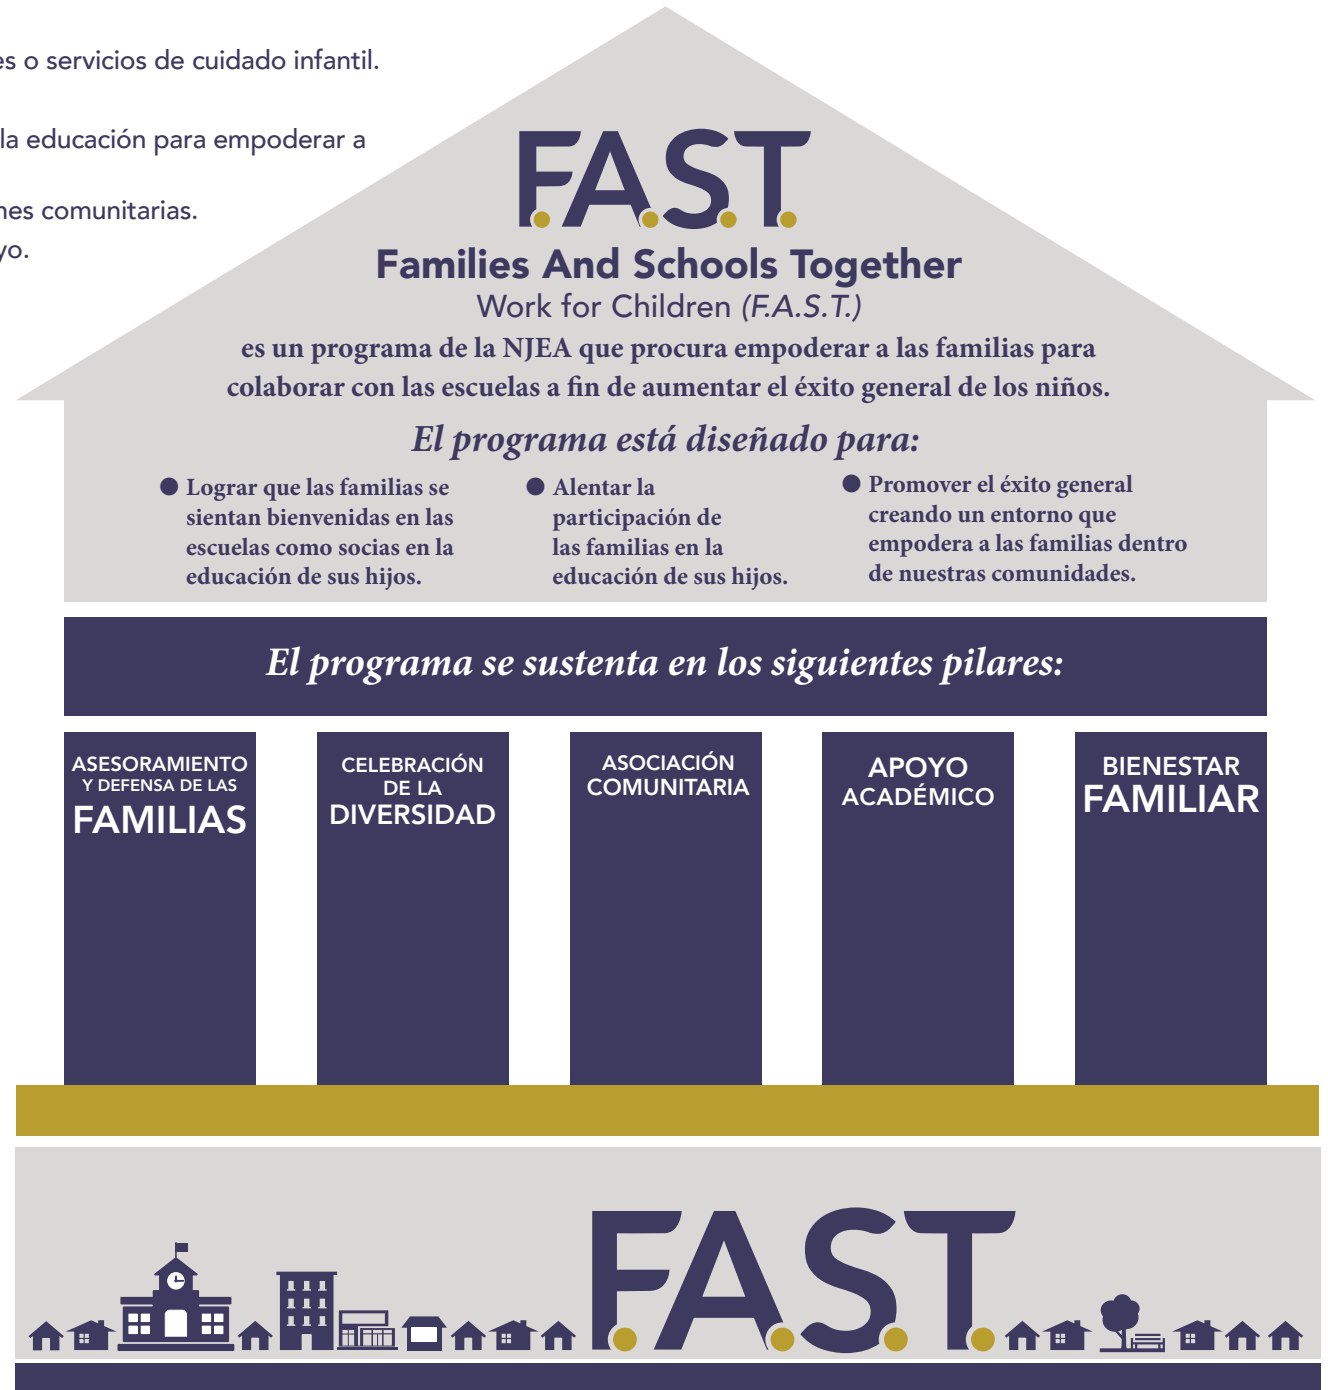 es o servicios de cuidado infantil.
la educación para empoderar a
nes comunitarias.
yo.
F.A.S.T.
Families And Schools Together
Work for Children (F.A.S.T.)
es un programa de la NJEA que procura empoderar a las familias para
colaborar con las escuelas a fin de aumentar el éxito general de los niños.
El programa está diseñado para:
● Lograr que las familias se
sientan bienvenidas en las
escuelas como socias en la
educación de sus hijos.
● Alentar la
participación de
las familias en la
educación de sus hijos.
● Promover el éxito general
creando un entorno que
empodera a las familias dentro
de nuestras comunidades.
El programa se sustenta en los siguientes pilares:
ASESORAMIENTO
Y DEFENSA DE LAS
FAMILIAS
CELEBRACIÓN
DE LA
DIVERSIDAD
ASOCIACIÓN
COMUNITARIA
APOYO
ACADÉMICO
BIENESTAR
FAMILIAR
F.A.S.T.